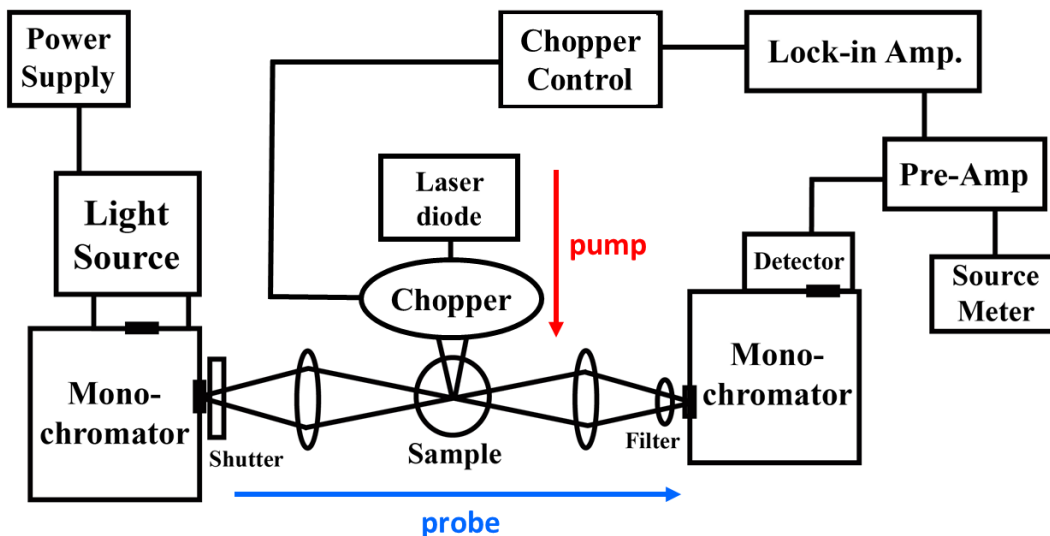 Power
Supply
Chopper
Control
Lock-in Amp.
Light
Source
Laser
diode
pump
Pre-Amp
Chopper
Detector
Source
Meter
Mono-
chromator
Mono-
chromator
Shutter
Sample
Filter
probe